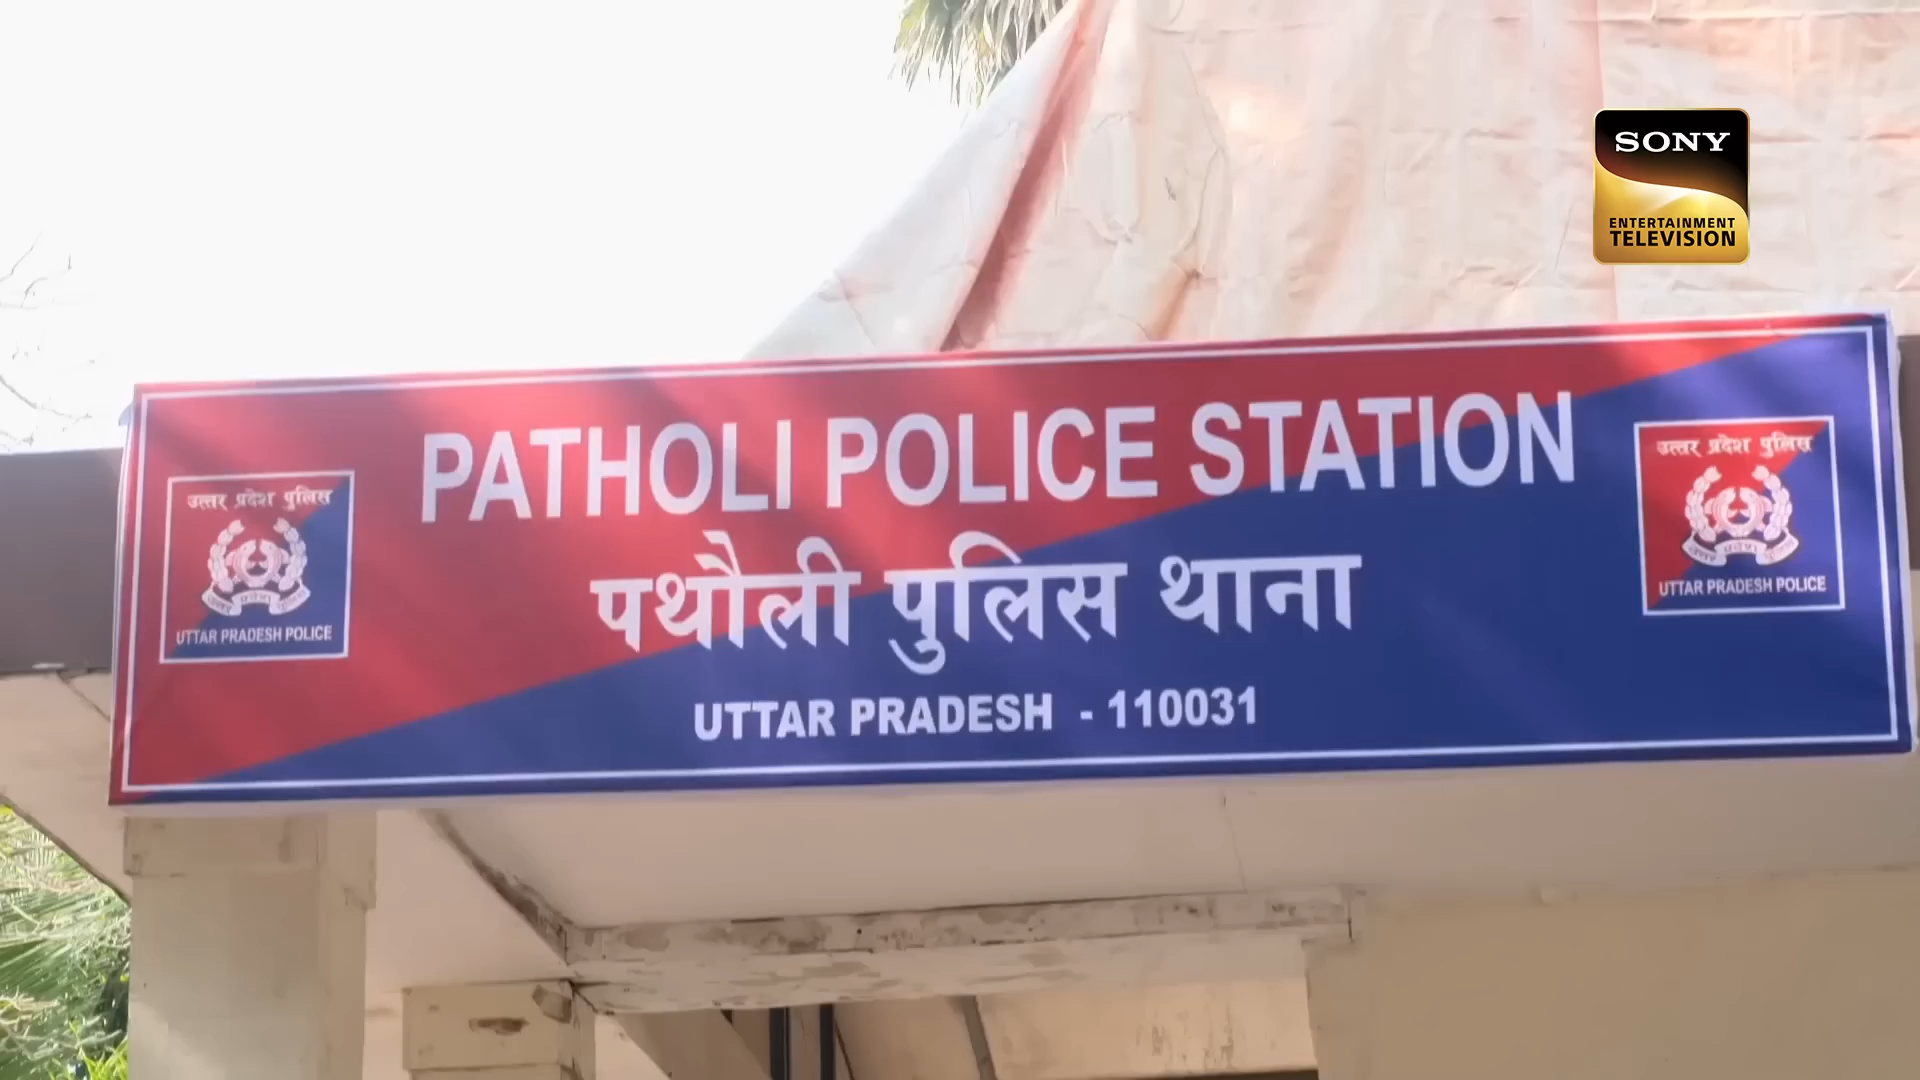 SONY
ENTERTAINMENT
TELEVISION
PATHOLI POLICE STATION
पथौली पुलिस थाना
UTTAR PRADESH - 110031
उत्तर प्रदेश पुलिस
UTTAR PRADESH POLICE
उत्तर प्रदेश पुलिस
UTTAR PRADESH POLICE